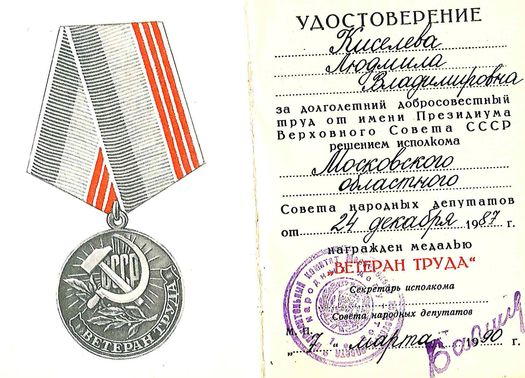 СССР
ВЕТЕРАН ТРУДА
УДОСТОВЕРЕНИЕ
Киселева
Людмила
Владимировна
за долголетний добросовестный
труд от имени Президиума
Верховного Совета СССР
решением исполкома
Московского
областного
Совета народных депутатов
от 24 декабря 1987 г.
награжден медалью
"ВЕТЕРАН ТРУДА"
Секретарь исполкома
Совета народных депутатов
М. П.
"7" марта 1990 г.